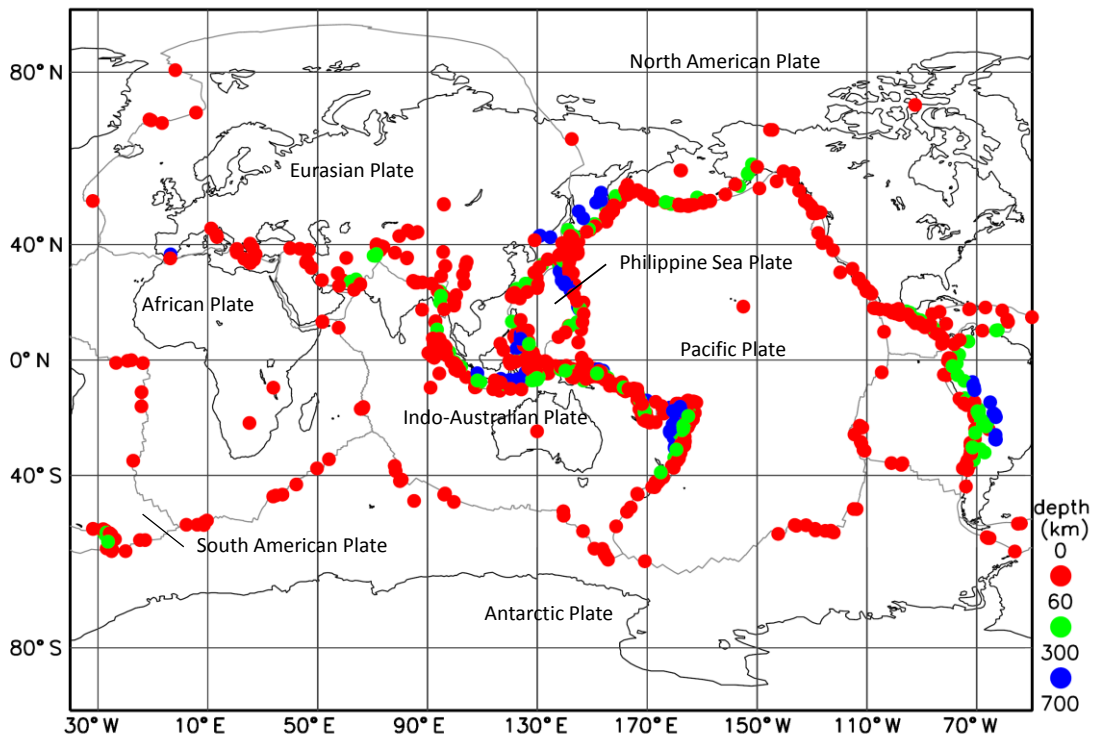 North American Plate
80° N
Eurasian Plate
40° N
Philippine Sea Plate
African Plate
Pacific Plate
0° N
Indo-Australian Plate
40° S
depth
(km)
0
South American Plate
60
Antarctic Plate
300
80° S
700
30° W
10° E
50° E
90° E
130° E
170° E
150° W
110° W
70° W